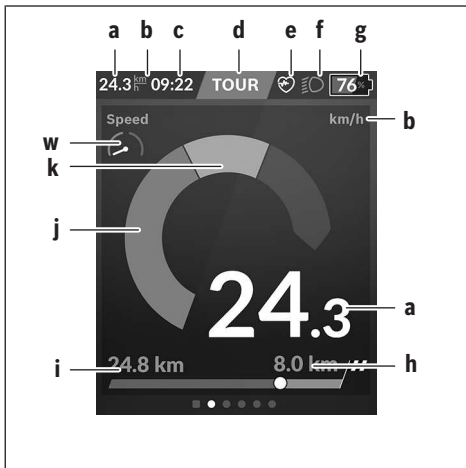 a b c d e f g
24.3 km/h 09:22 TOUR 76%
Speed km/h b
w
k
j
24.3 a
i 24.8 km 8.0 km h